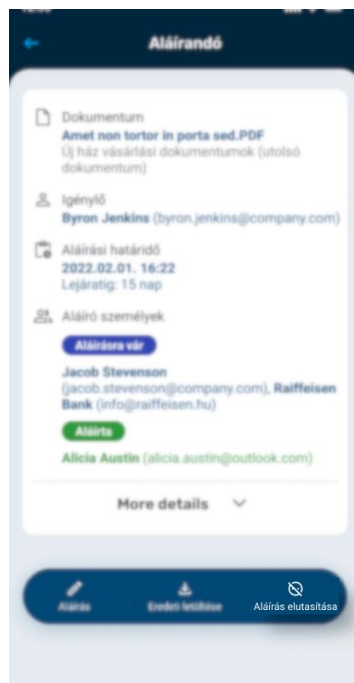 Aláírandó
Dokumentum
Amet non tortor in porta sed.PDF
Új ház vásárlási dokumentumok (utolsó
dokumentum)
Igénylő
Byron Jenkins (byron.jenkins@company.com)
Aláírási határidő
2022.02.01. 16:22
Lejáratig: 15 nap
Aláíró személyek
Aláírásra vár
Jacob Stevenson
(jacob.stevenson@company.com), Raiffeisen
Bank (info@raiffeisen.hu)
Aláírta
Alicia Austin (alicia.austin@outlook.com)
More details
Aláírás
Eredeti letöltése
Aláírás elutasítása